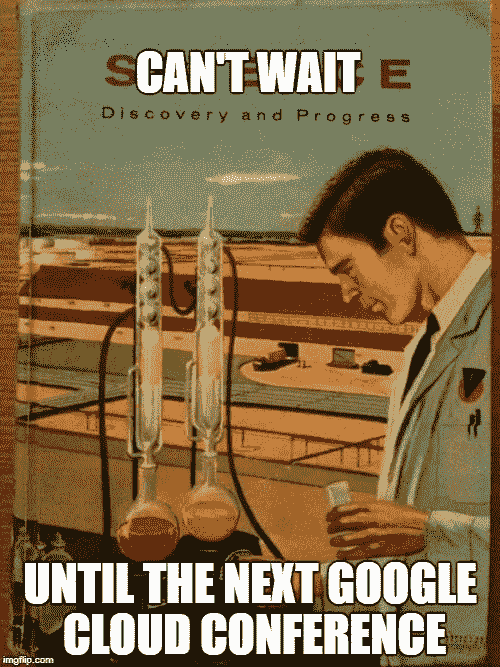 CAN'T WAIT
Discovery and Progress
UNTIL THE NEXT GOOGLE
CLOUD CONFERENCE
imgflip.com